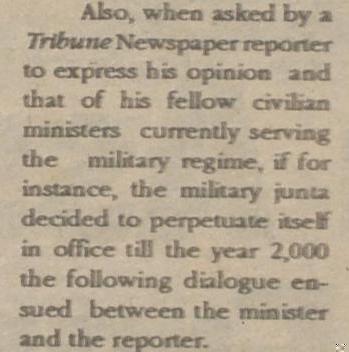 Also, when asked by a
Tribune Newspaper reporter
to express his opinion and
that of his fellow civilian
ministers currently serving
the military regime, if for
instance, the military junta
decided to perpetuate itself
in office till the year 2,000
the following dialogue en-
sued between the minister
and the reporter.